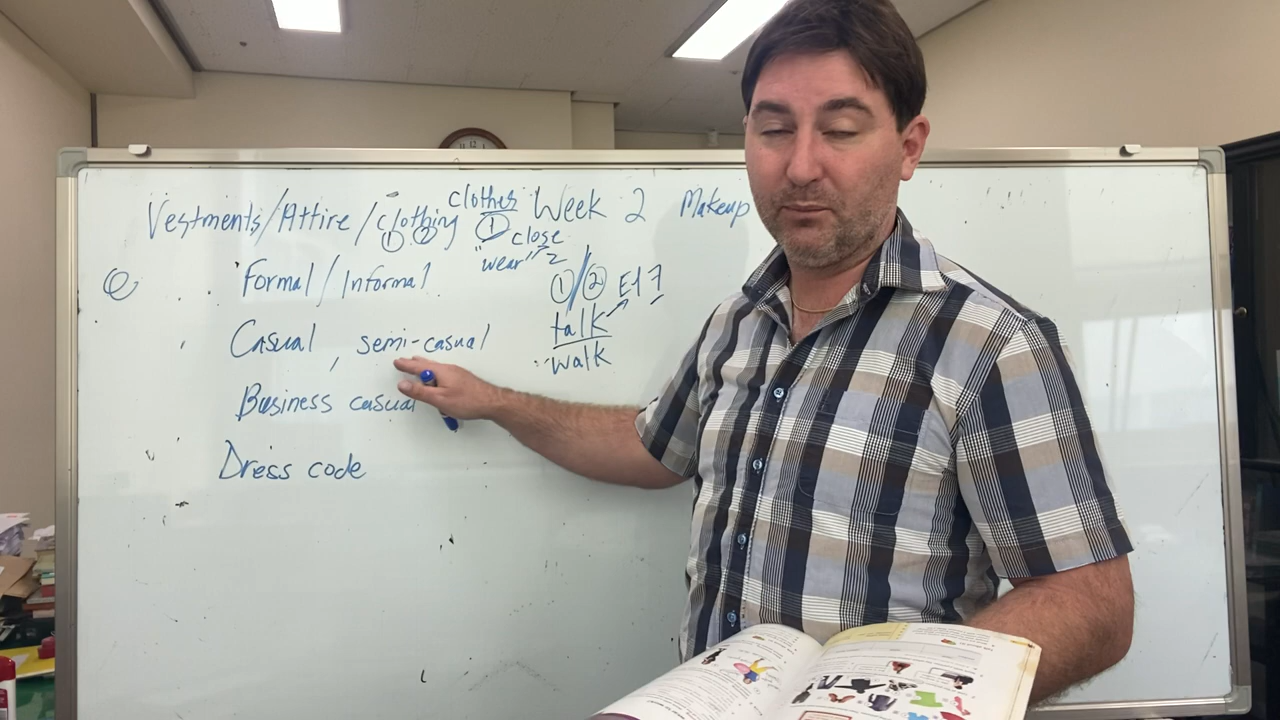 Vestments/Attire/clothing clothes Week 2 Makeup
① ② ① close
"wear" 2
Formal/Informal
①/② E17
talk
Casual, semi-casual
walk
Business casual
Dress code